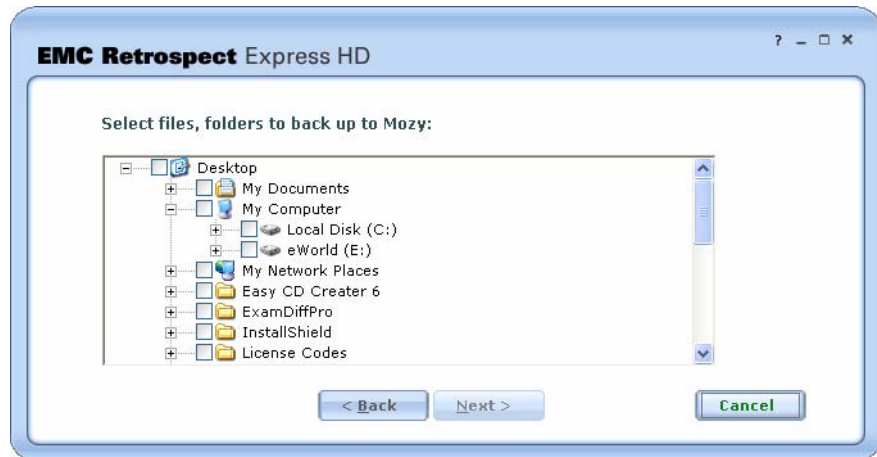 EMC Retrospect Express HD
? _ □ ×
Select files, folders to back up to Mozy:
Desktop
My Documents
My Computer
Local Disk (C:)
eWorld (E:)
My Network Places
Easy CD Creater 6
ExamDiffPro
InstallShield
License Codes
< Back
Next >
Cancel